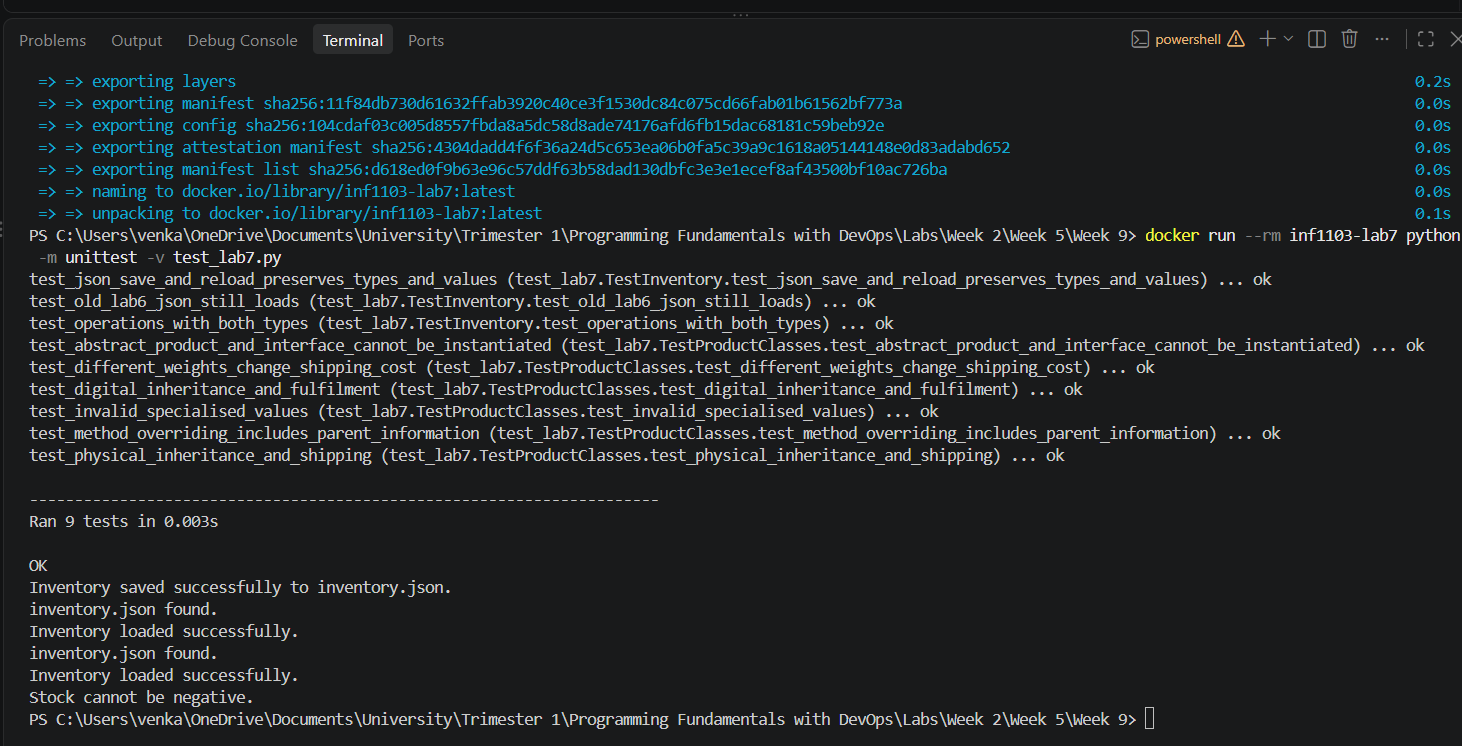 Problems Output Debug Console Terminal Ports powershell
=> => exporting layers 0.2s
=> => exporting manifest sha256:11f84db730d61632ffab3920c40ce3f1530dc84c075cd66fab01b61562bf773a 0.0s
=> => exporting config sha256:104cdaf03c005d8557fbda8a5dc58d8ade74176afd6fb15dac68181c59beb92e 0.0s
=> => exporting attestation manifest sha256:4304dadd4f6f36a24d5c653ea06b0fa5c39a9c1618a05144148e0d83adabd652 0.0s
=> => exporting manifest list sha256:d618ed0f9b63e96c57ddf63b58dad130dbfc3e3e1ecef8af43500bf10ac726ba 0.0s
=> => naming to docker.io/library/inf1103-lab7:latest 0.0s
=> => unpacking to docker.io/library/inf1103-lab7:latest 0.1s
PS C:\Users\venka\OneDrive\Documents\University\Trimester 1\Programming Fundamentals with DevOps\Labs\Week 2\Week 5\Week 9> docker run --rm inf1103-lab7 python
-m unittest -v test_lab7.py
test_json_save_and_reload_preserves_types_and_values (test_lab7.TestInventory.test_json_save_and_reload_preserves_types_and_values) ... ok
test_old_lab6_json_still_loads (test_lab7.TestInventory.test_old_lab6_json_still_loads) ... ok
test_operations_with_both_types (test_lab7.TestInventory.test_operations_with_both_types) ... ok
test_abstract_product_and_interface_cannot_be_instantiated (test_lab7.TestProductClasses.test_abstract_product_and_interface_cannot_be_instantiated) ... ok
test_different_weights_change_shipping_cost (test_lab7.TestProductClasses.test_different_weights_change_shipping_cost) ... ok
test_digital_inheritance_and_fulfilment (test_lab7.TestProductClasses.test_digital_inheritance_and_fulfilment) ... ok
test_invalid_specialised_values (test_lab7.TestProductClasses.test_invalid_specialised_values) ... ok
test_method_overriding_includes_parent_information (test_lab7.TestProductClasses.test_method_overriding_includes_parent_information) ... ok
test_physical_inheritance_and_shipping (test_lab7.TestProductClasses.test_physical_inheritance_and_shipping) ... ok
----------------------------------------------------------------------
Ran 9 tests in 0.003s
OK
Inventory saved successfully to inventory.json.
inventory.json found.
Inventory loaded successfully.
inventory.json found.
Inventory loaded successfully.
Stock cannot be negative.
PS C:\Users\venka\OneDrive\Documents\University\Trimester 1\Programming Fundamentals with DevOps\Labs\Week 2\Week 5\Week 9>